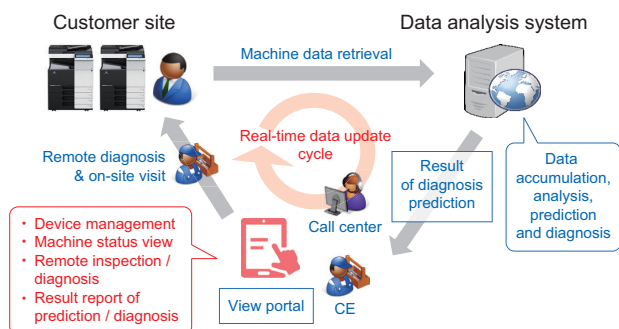 Customer site
Data analysis system
Machine data retrieval
Real-time data update
cycle
Remote diagnosis
& on-site visit
Result
of diagnosis
prediction
Data
accumulation,
analysis,
prediction
and diagnosis
Call center
・ Device management
・ Machine status view
・ Remote inspection /
diagnosis
・ Result report of
prediction / diagnosis
View portal
CE